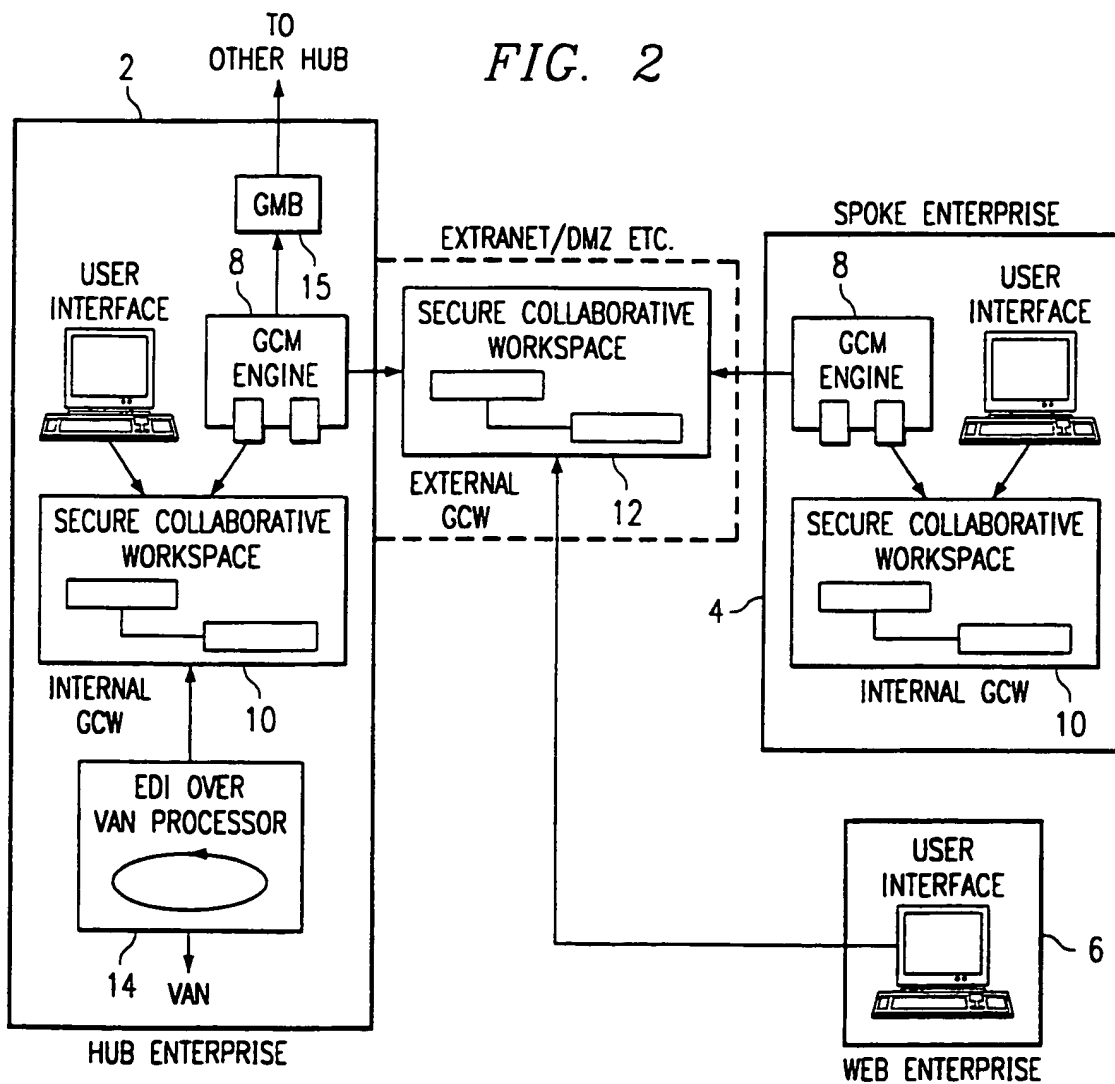 TO
OTHER HUB
FIG. 2
2
GMB
15
8
USER
INTERFACE
GCM
ENGINE
SECURE COLLABORATIVE
WORKSPACE
INTERNAL
GCW
10
EDI OVER
VAN PROCESSOR
14
VAN
HUB ENTERPRISE
EXTRANET/DMZ ETC.
SECURE COLLABORATIVE
WORKSPACE
EXTERNAL
GCW
12
SPOKE ENTERPRISE
8
GCM
ENGINE
USER
INTERFACE
SECURE COLLABORATIVE
WORKSPACE
4
INTERNAL GCW
10
USER
INTERFACE
6
WEB ENTERPRISE